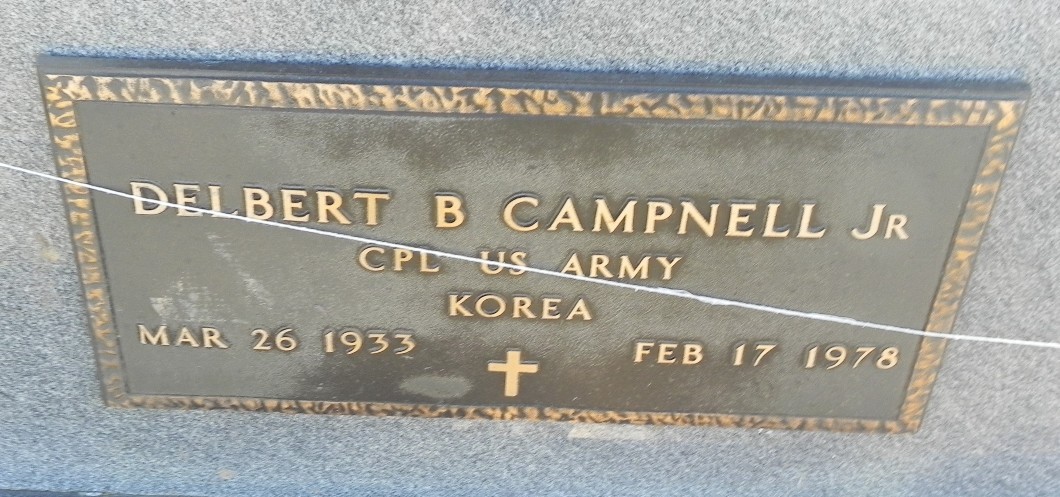 DELBERT B CAMPNELL JR
CPL US ARMY
KOREA
MAR 26 1933 FEB 17 1978